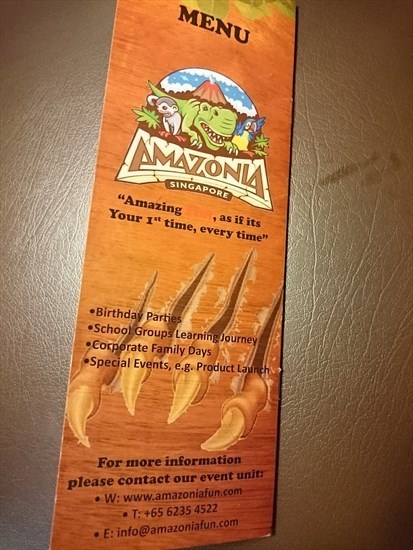 MENU
AMAZONIA
SINGAPORE
"Amazing , as if its
Your 1st time, every time"
•Birthday Parties
•School Groups Learning Journey
•Corporate Family Days
•Special Events, e.g. Product Launch
For more information
please contact our event unit:
• W: www.amazoniafun.com
• T: +65 6235 4522
• E: info@amazoniafun.com